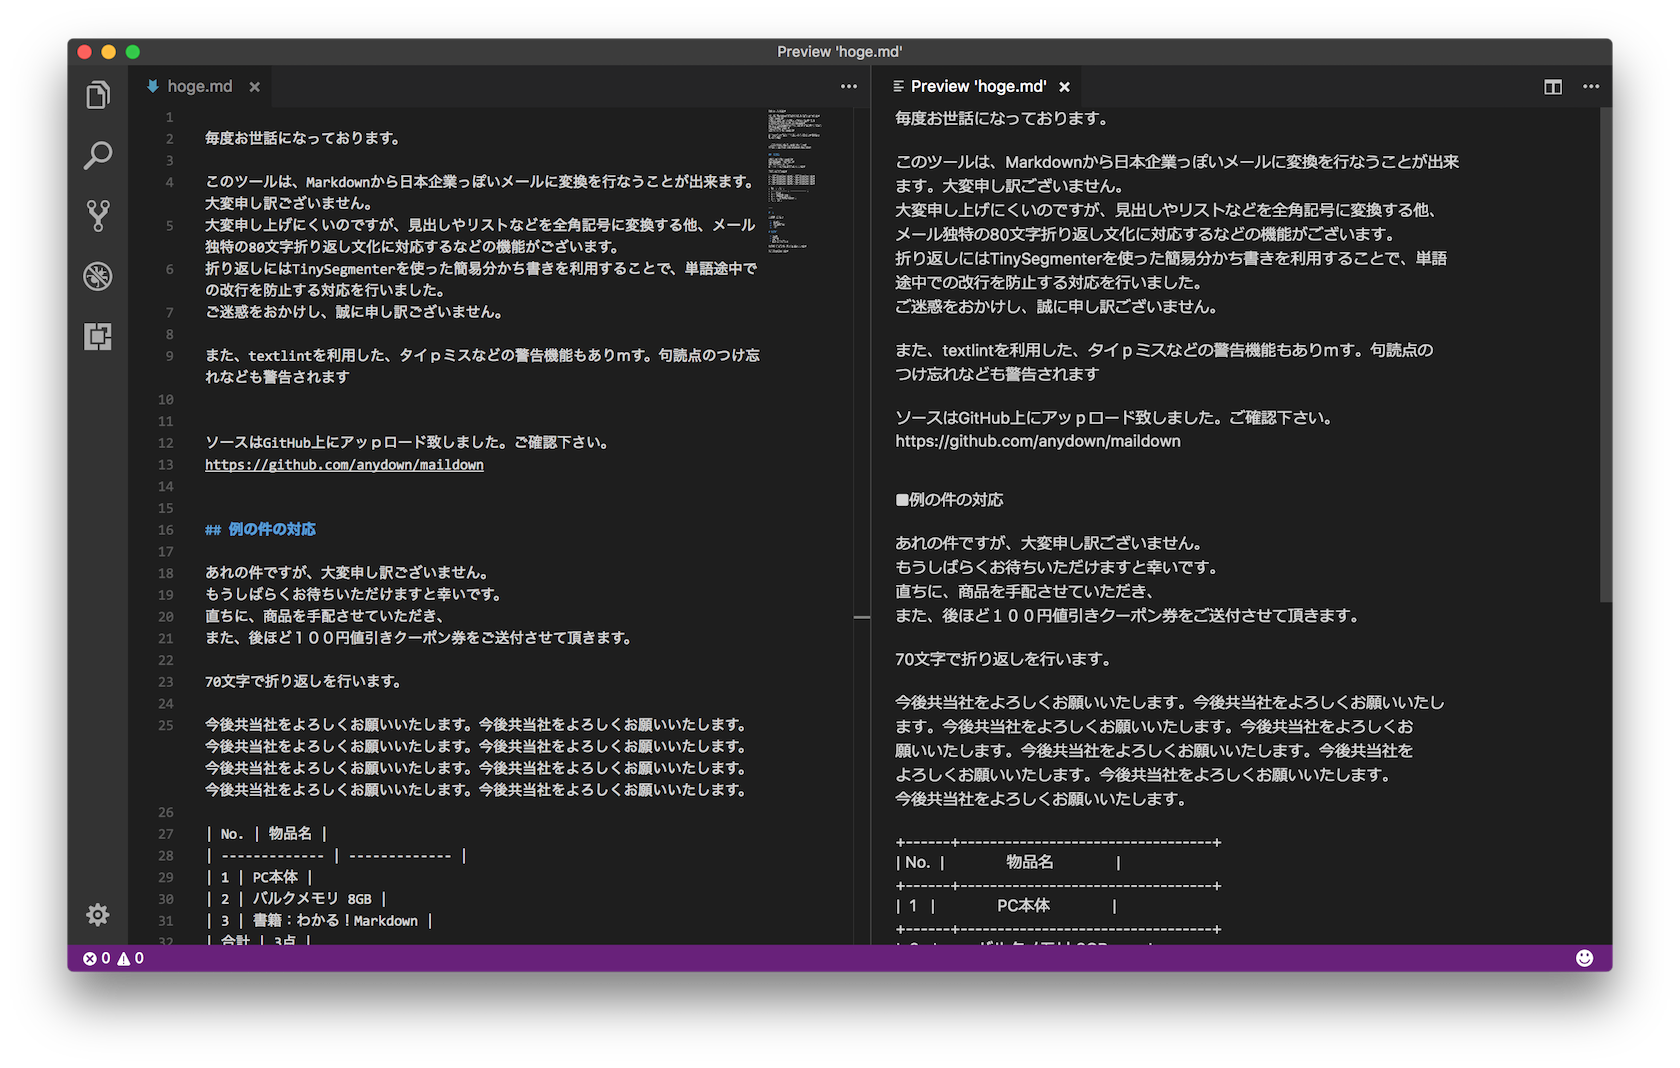 Preview 'hoge.md'
hoge.md
Preview 'hoge.md'
1
2 毎度お世話になっております。
3
4 このツールは、Markdownから日本企業っぽいメールに変換を行なうことが出来ます。
大変申し訳ございません。
5 大変申し上げにくいのですが、見出しやリストなどを全角記号に変換する他、メール
独特の80文字折り返し文化に対応するなどの機能がございます。
6 折り返しにはTinySegmenterを使った簡易分かち書きを利用することで、単語途中で
の改行を防止する対応を行いました。
7 ご迷惑をおかけし、誠に申し訳ございません。
8
9 また、textlintを利用した、タイpミスなどの警告機能もありmす。句読点のつけ忘
れなども警告されます
10
11
12 ソースはGitHub上にアッpロード致しました。ご確認下さい。
13 https://github.com/anydown/maildown
14
15
16 ## 例の件の対応
17
18 あれの件ですが、大変申し訳ございません。
19 もうしばらくお待ちいただけますと幸いです。
20 直ちに、商品を手配させていただき、
21 また、後ほど１００円値引きクーポン券をご送付させて頂きます。
22
23 70文字で折り返しを行います。
24
25 今後共当社をよろしくお願いいたします。今後共当社をよろしくお願いいたします。
今後共当社をよろしくお願いいたします。今後共当社をよろしくお願いいたします。
今後共当社をよろしくお願いいたします。今後共当社をよろしくお願いいたします。
今後共当社をよろしくお願いいたします。今後共当社をよろしくお願いいたします。
26
27 | No. | 物品名 |
28 | ------------- | ------------- |
29 | 1 | PC本体 |
30 | 2 | バルクメモリ 8GB |
31 | 3 | 書籍：わかる！Markdown |
32 | 合計 | 3点 |
毎度お世話になっております。
このツールは、Markdownから日本企業っぽいメールに変換を行なうことが出来
ます。大変申し訳ございません。
大変申し上げにくいのですが、見出しやリストなどを全角記号に変換する他、
メール独特の80文字折り返し文化に対応するなどの機能がございます。
折り返しにはTinySegmenterを使った簡易分かち書きを利用することで、単語
途中での改行を防止する対応を行いました。
ご迷惑をおかけし、誠に申し訳ございません。
また、textlintを利用した、タイpミスなどの警告機能もありmす。句読点の
つけ忘れなども警告されます
ソースはGitHub上にアッpロード致しました。ご確認下さい。
https://github.com/anydown/maildown
■例の件の対応
あれの件ですが、大変申し訳ございません。
もうしばらくお待ちいただけますと幸いです。
直ちに、商品を手配させていただき、
また、後ほど１００円値引きクーポン券をご送付させて頂きます。
70文字で折り返しを行います。
今後共当社をよろしくお願いいたします。今後共当社をよろしくお願いいたし
ます。今後共当社をよろしくお願いいたします。今後共当社をよろしくお
願いいたします。今後共当社をよろしくお願いいたします。今後共当社を
よろしくお願いいたします。今後共当社をよろしくお願いいたします。
今後共当社をよろしくお願いいたします。
+------+----------------------------------+
| No. | 物品名 |
+------+----------------------------------+
| 1 | PC本体 |
+------+----------------------------------+
| 2 | バルクメモリ 8GB |
0 0